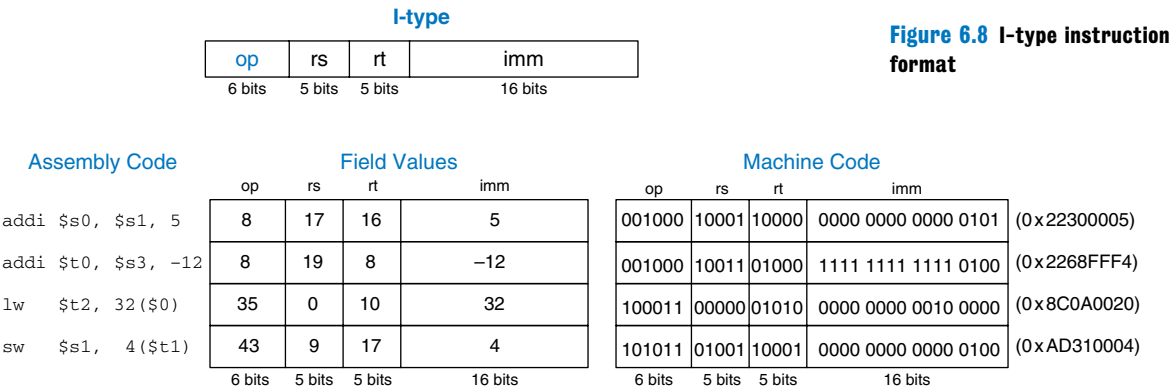 I-type
Figure 6.8 I-type instruction
format
op rs rt imm
6 bits 5 bits 5 bits 16 bits
Assembly Code Field Values Machine Code
op rs rt imm op rs rt imm
addi $s0, $s1, 5 8 17 16 5 001000 10001 10000 0000 0000 0000 0101 (0x22300005)
addi $t0, $s3, −12 8 19 8 −12 001000 10011 01000 1111 1111 1111 0100 (0x2268FFF4)
lw $t2, 32($0) 35 0 10 32 100011 00000 01010 0000 0000 0010 0000 (0x8C0A0020)
sw $s1, 4($t1) 43 9 17 4 101011 01001 10001 0000 0000 0000 0100 (0xAD310004)
6 bits 5 bits 5 bits 16 bits 6 bits 5 bits 5 bits 16 bits